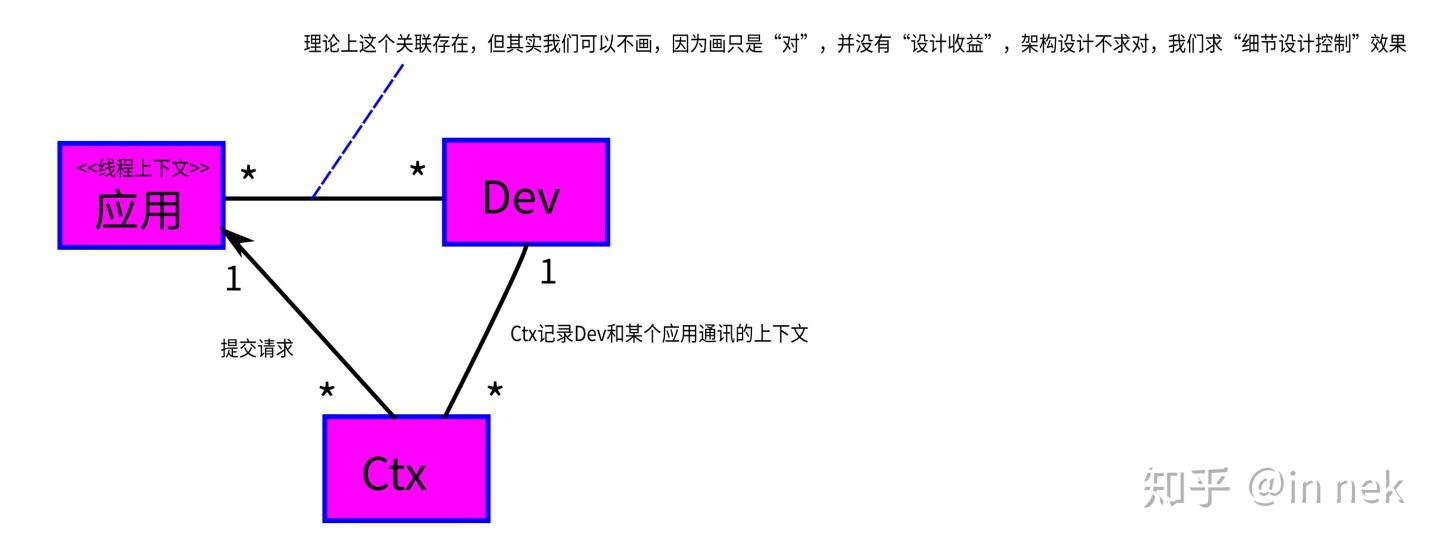 理论上这个关联存在，但其实我们可以不画，因为画只是“对”，并没有“设计收益”，架构设计不求对，我们求“细节设计控制”效果
<<线程上下文>>
应用
*
*
Dev
1
1
Ctx记录Dev和某个应用通讯的上下文
提交请求
*
*
Ctx
知乎 @in nek